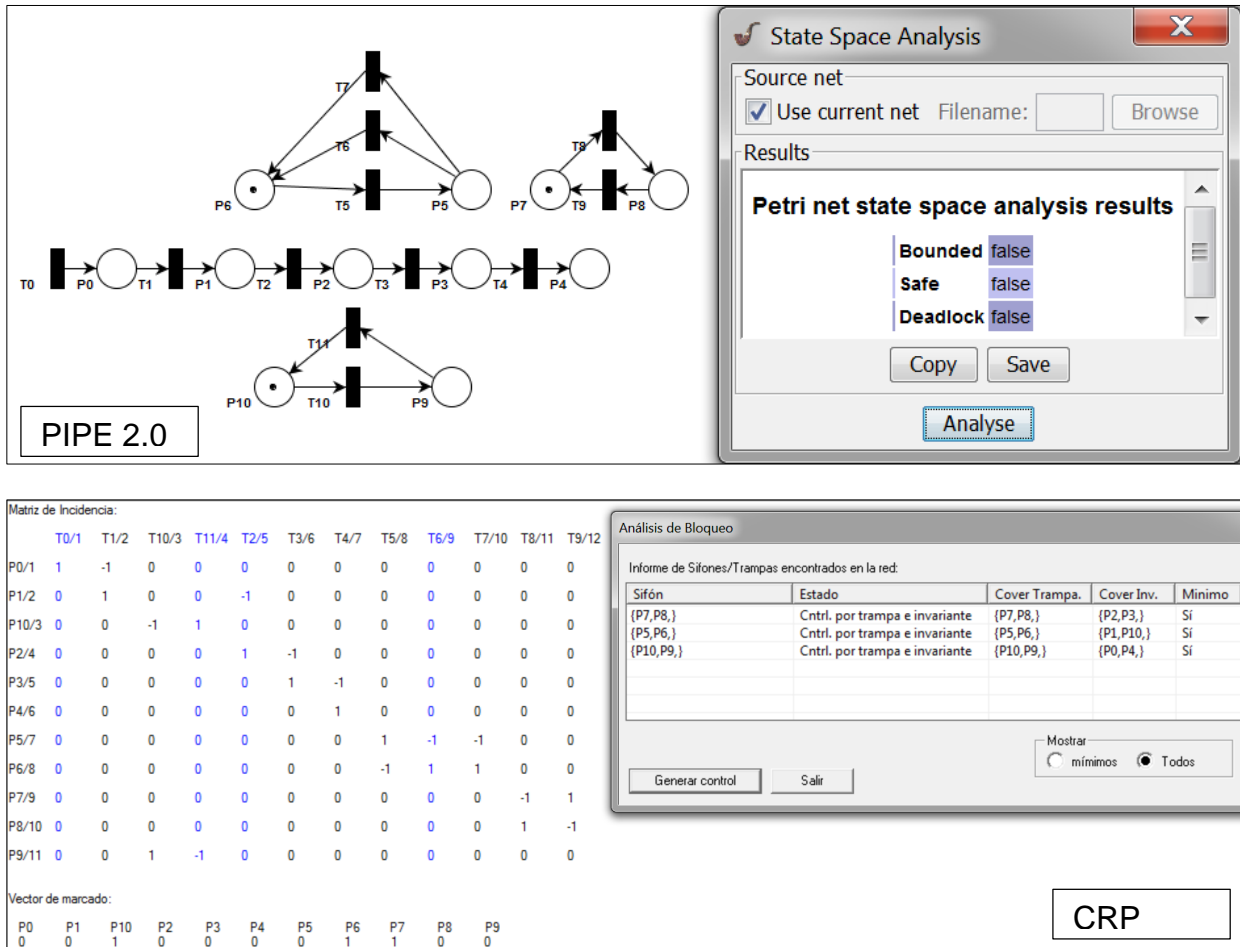 State Space Analysis
X
Source net
Use current net Filename: Browse
Results
Petri net state space analysis results
Bounded false
Safe false
Deadlock false
Copy Save
Analyse
T7
T6
T8
P6 T5 P5 P7 T9 P8
T0 P0 T1 P1 T2 P2 T3 P3 T4 P4
T11
P10 T10 P9
PIPE 2.0
Matriz de Incidencia:
T0/1 T1/2 T10/3 T11/4 T2/5 T3/6 T4/7 T5/8 T6/9 T7/10 T8/11 T9/12
P0/1 1 -1 0 0 0 0 0 0 0 0 0 0
P1/2 0 1 0 0 -1 0 0 0 0 0 0 0
P10/3 0 0 -1 1 0 0 0 0 0 0 0 0
P2/4 0 0 0 0 1 -1 0 0 0 0 0 0
P3/5 0 0 0 0 0 1 -1 0 0 0 0 0
P4/6 0 0 0 0 0 0 1 0 0 0 0 0
P5/7 0 0 0 0 0 0 0 1 -1 -1 0 0
P6/8 0 0 0 0 0 0 0 -1 1 1 0 0
P7/9 0 0 0 0 0 0 0 0 0 0 -1 1
P8/10 0 0 0 0 0 0 0 0 0 0 1 -1
P9/11 0 0 1 -1 0 0 0 0 0 0 0 0
Vector de marcado:
P0 P1 P10 P2 P3 P4 P5 P6 P7 P8 P9
0 0 1 0 0 0 0 1 1 0 0
Análisis de Bloqueo
Informe de Sifones/Trampas encontrados en la red:
Sifón Estado Cover Trampa. Cover Inv. Minimo
{P7,P8,} Cntrl. por trampa e invariante {P7,P8,} {P2,P3,} Sí
{P5,P6,} Cntrl. por trampa e invariante {P5,P6,} {P1,P10,} Sí
{P10,P9,} Cntrl. por trampa e invariante {P10,P9,} {P0,P4,} Sí
Mostrar
mímimos Todos
Generar control Salir
CRP